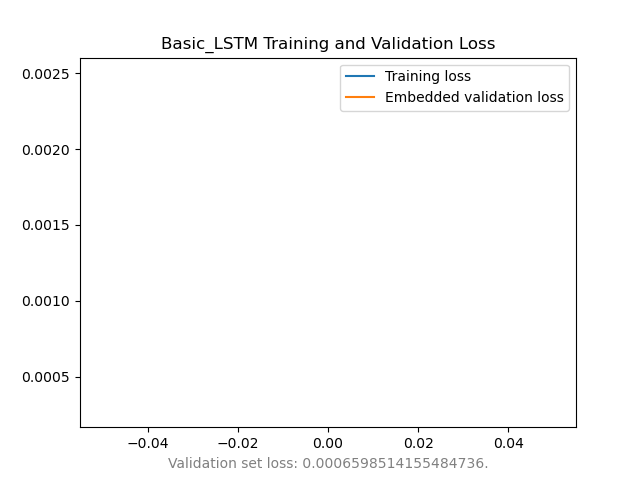 Basic_LSTM Training and Validation Loss
Training loss
Embedded validation loss
0.0025
0.0020
0.0015
0.0010
0.0005
−0.04 −0.02 0.00 0.02 0.04
Validation set loss: 0.0006598514155484736.